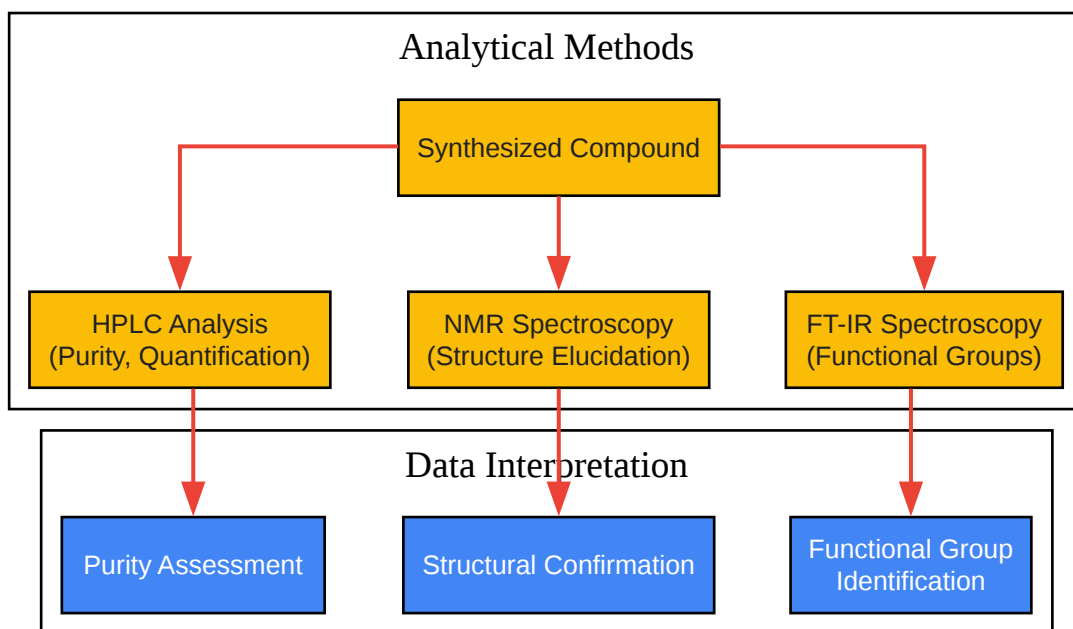 Analytical Methods
Synthesized Compound
HPLC Analysis
(Purity, Quantification)
NMR Spectroscopy
(Structure Elucidation)
FT-IR Spectroscopy
(Functional Groups)
Data Interpretation
Purity Assessment
Structural Confirmation
Functional Group
Identification